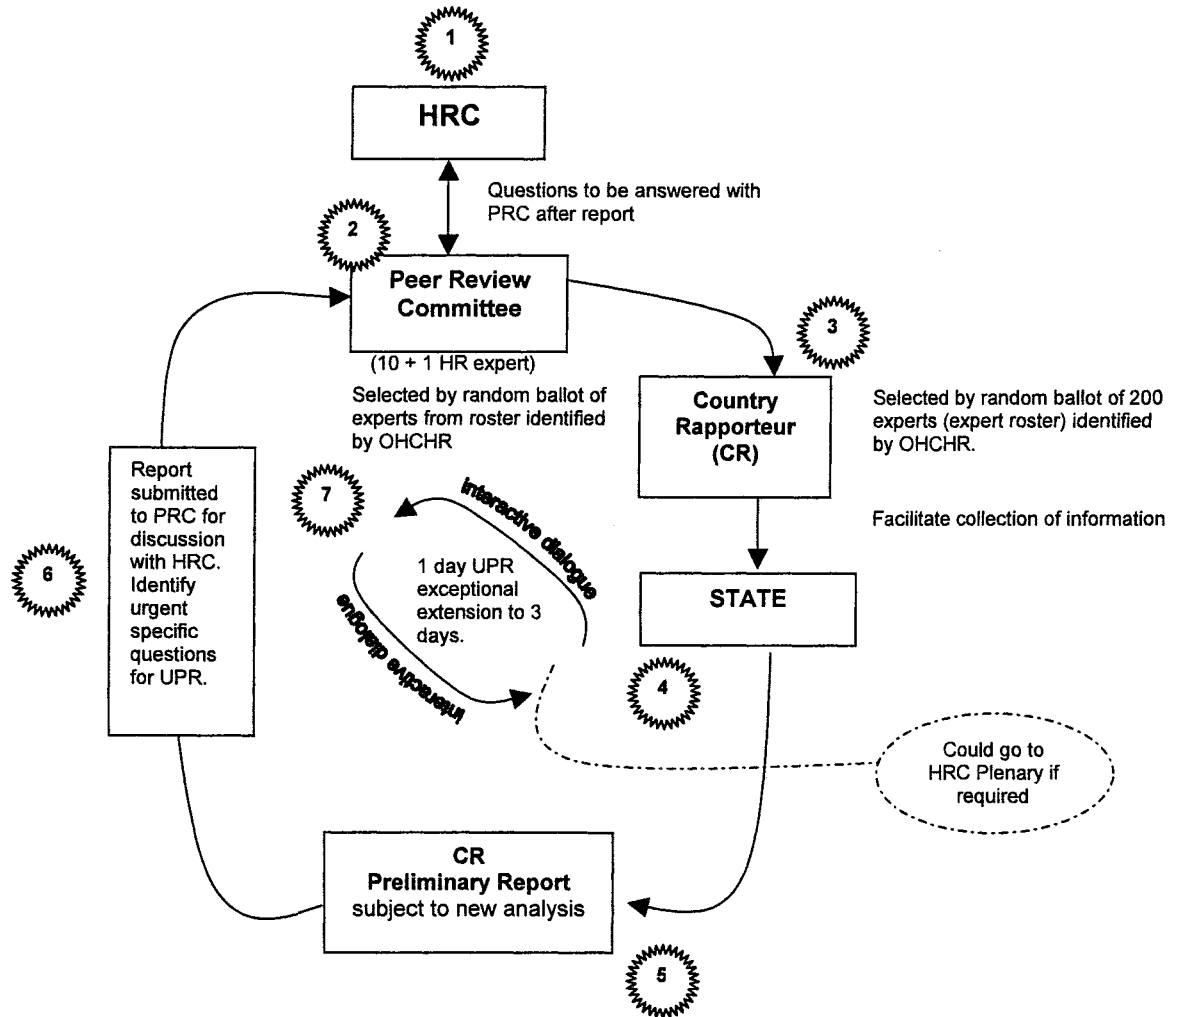 1
HRC
Questions to be answered with
PRC after report
2
Peer Review
Committee
(10 + 1 HR expert)
Selected by random ballot of
experts from roster identified
by OHCHR
3
Country
Rapporteur
(CR)
Selected by random ballot of 200
experts (expert roster) identified
by OHCHR.
Facilitate collection of information
STATE
4
7
interactive dialogue
1 day UPR
exceptional
extension to 3
days.
interactive dialogue
Could go to
HRC Plenary if
required
CR
Preliminary Report
subject to new analysis
5
6
Report
submitted
to PRC for
discussion
with HRC.
Identify
urgent
specific
questions
for UPR.